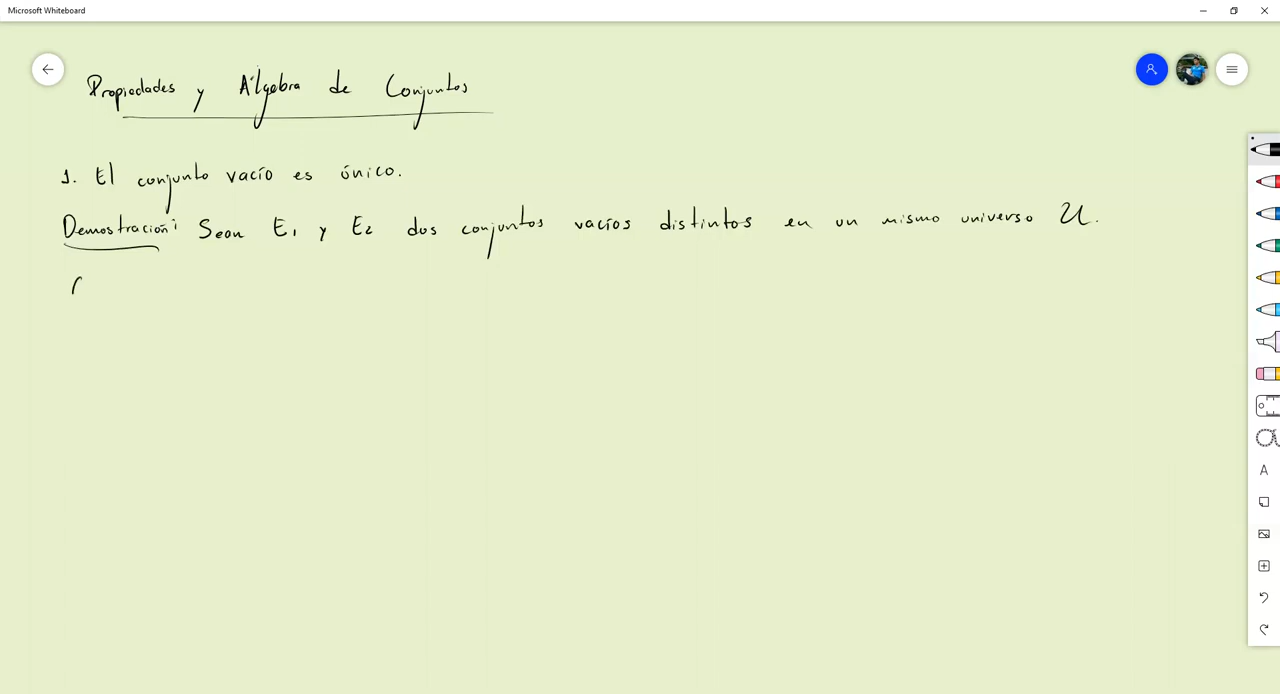 Microsoft Whiteboard
Propiedades y Álgebra de Conjuntos
1. El conjunto vacío es único.
Demostración: Sean E1 y E2 dos conjuntos vacíos distintos en un mismo universo U.
A